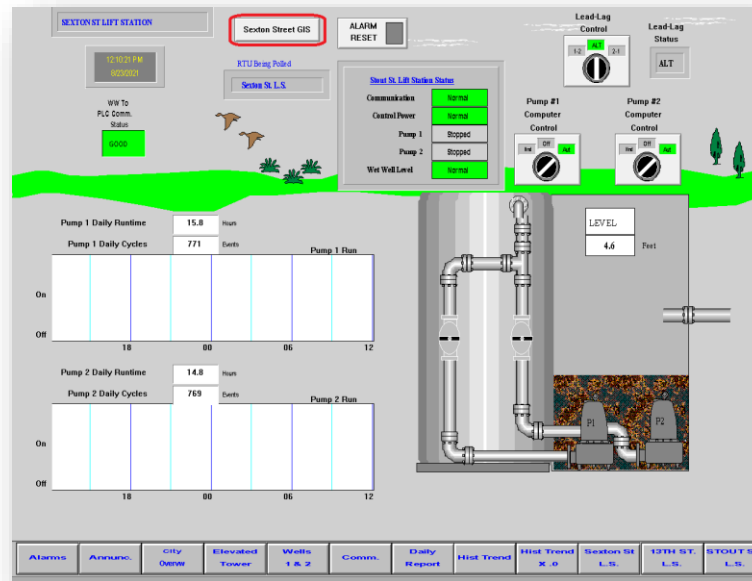 SEXTON ST LIFT STATION
Sexton Street GIS
ALARM
RESET
Lead-Lag
Control
1-2
ALT
2-1
Lead-Lag
Status
ALT
12:10:21 PM
8/23/2021
RTU Being Polled
Sexton St. L.S.
WW To
PLC Comm.
Status
GOOD
Stout St. Lift Station Status
Communication Normal
Control Power Normal
Pump 1 Stopped
Pump 2 Stopped
Wet Well Level Normal
Pump #1
Computer
Control
Off
Aut
Pump #2
Computer
Control
Off
Aut
Pump 1 Daily Runtime 15.8 Hours
Pump 1 Daily Cycles 771 Events
Pump 1 Run
On
Off
18 00 06 12
LEVEL
4.6 Feet
Pump 2 Daily Runtime 14.8 Hours
Pump 2 Daily Cycles 769 Events
Pump 2 Run
On
Off
18 00 06 12
P1
P2
Alarms
Annunc.
City
Overview
Elevated
Tower
Wells
1 & 2
Comm.
Daily
Report
Hist Trend
Hist Trend
X .0
Sexton St
L.S.
13TH ST.
L.S.
STOUT S
L.S.